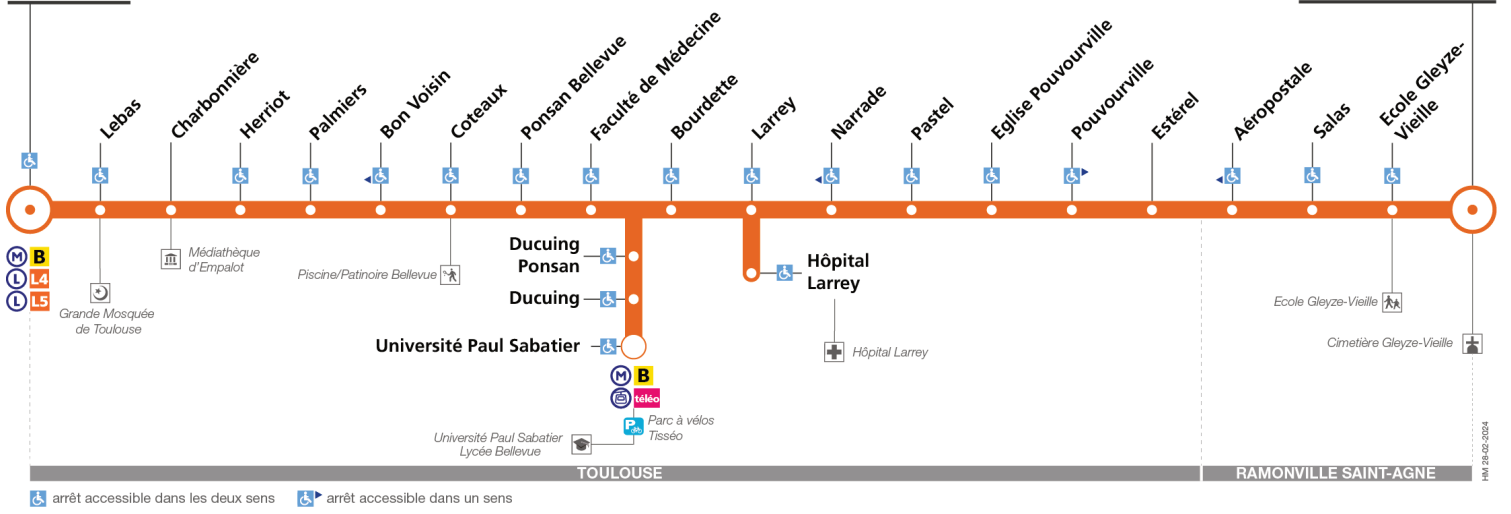 Lebas
Charbonnière
Herriot
Palmiers
Bon Voisin
Coteaux
Ponsan Bellevue
Faculté de Médecine
Bourdette
Larrey
Narrade
Pastel
Eglise Pouvourville
Pouvourville
Estérel
Aéropostale
Salas
Ecole Gleyze-
Vieille
M B
L L4
L L5
Grande Mosquée
de Toulouse
Médiathèque
d'Empalot
Piscine/Patinoire Bellevue
Ducuing
Ponsan
Ducuing
Université Paul Sabatier
M B
téléo
P
Parc à vélos
Tisséo
Université Paul Sabatier
Lycée Bellevue
Hôpital
Larrey
Hôpital Larrey
Ecole Gleyze-Vieille
Cimetière Gleyze-Vieille
TOULOUSE
RAMONVILLE SAINT-AGNE
HM 28-02-2024
arrêt accessible dans les deux sens
arrêt accessible dans un sens